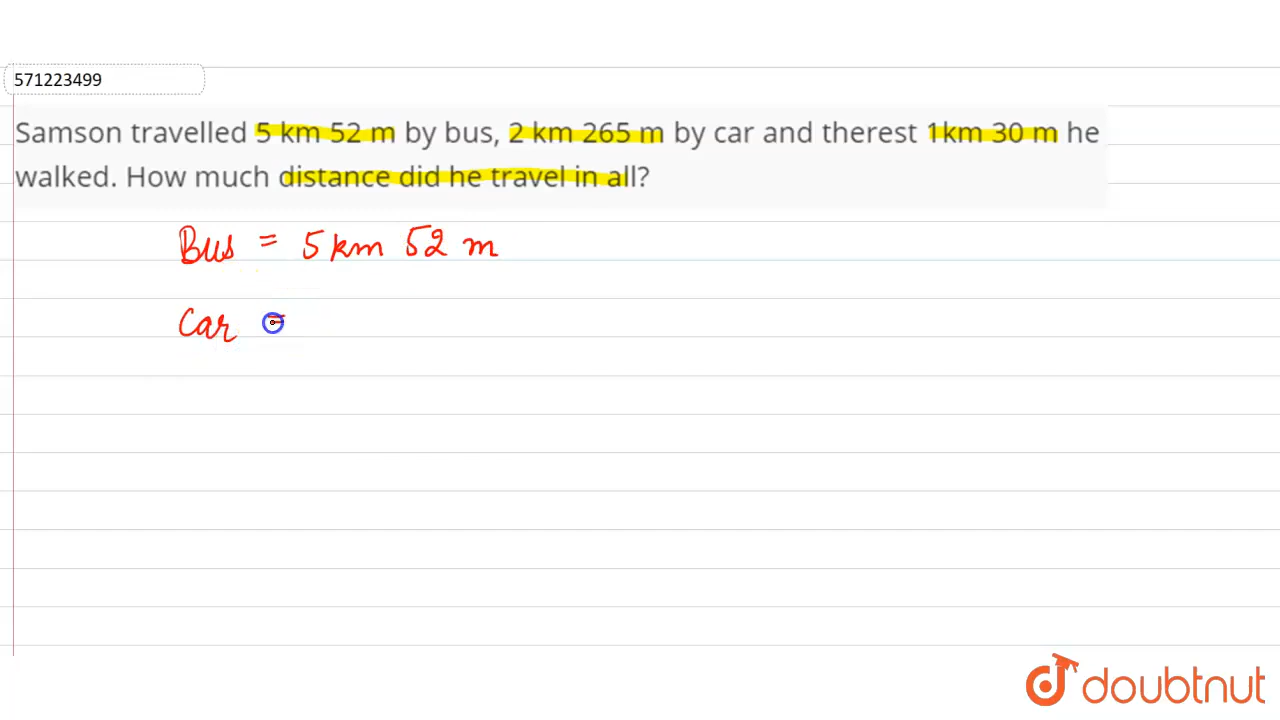 571223499
Samson travelled 5 km 52 m by bus, 2 km 265 m by car and therest 1km 30 m he
walked. How much distance did he travel in all?
Bus = 5 km 52 m
Car =
doubtnut